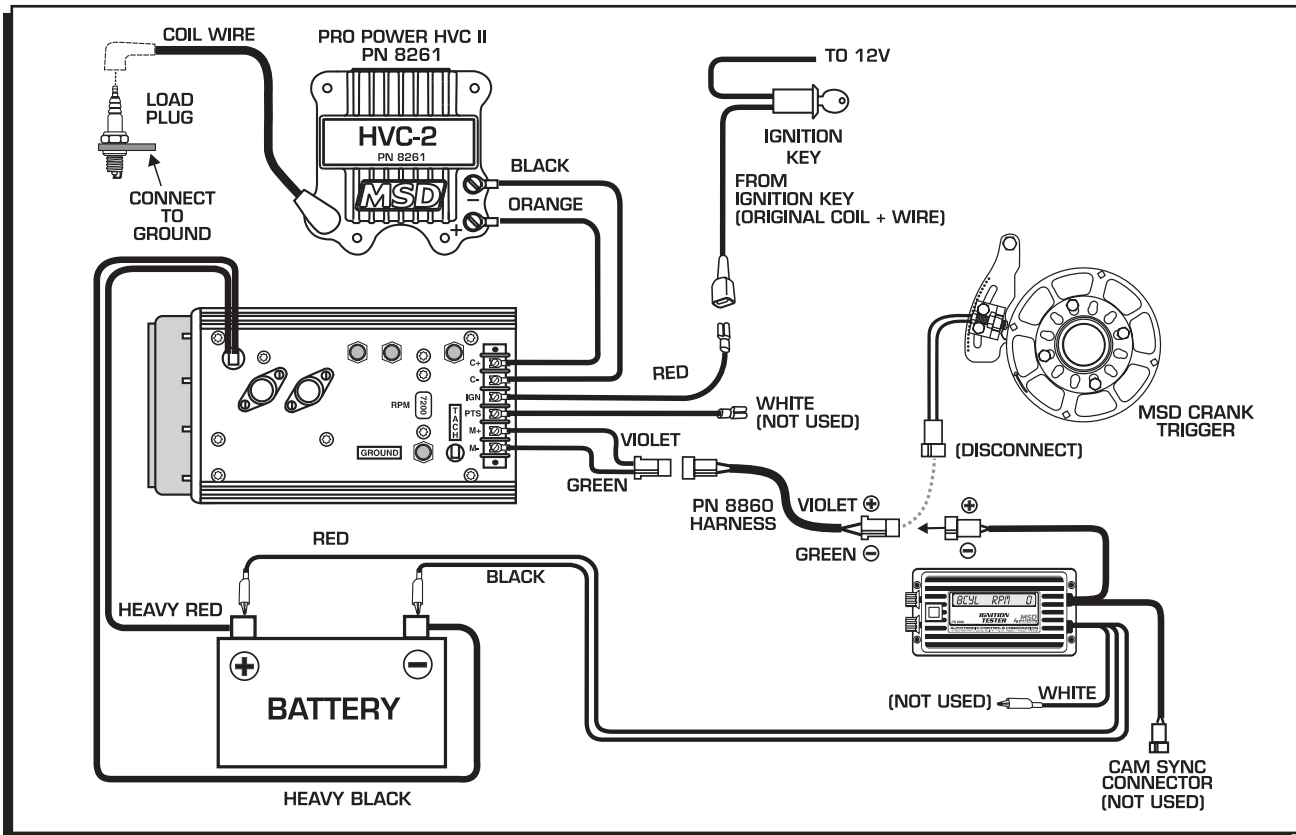 COIL WIRE
PRO POWER HVC II
PN 8261
TO 12V
LOAD
PLUG
HVC-2
PN 8261
MSD
IGNITION
KEY
BLACK
CONNECT
TO
GROUND
ORANGE
−
+
FROM
IGNITION KEY
(ORIGINAL COIL + WIRE)
C+
C-
IGN
PTS
M+
M-
RPM
7200
TACH
GROUND
RED
WHITE
(NOT USED)
MSD CRANK
TRIGGER
VIOLET
GREEN
(DISCONNECT)
PN 8860
HARNESS
VIOLET +
GREEN −
+
−
RED
BLACK
8CYL RPM 0
IGNITION
TESTER
MSD
HEAVY RED
+
−
BATTERY
(NOT USED)
WHITE
CAM SYNC
CONNECTOR
(NOT USED)
HEAVY BLACK